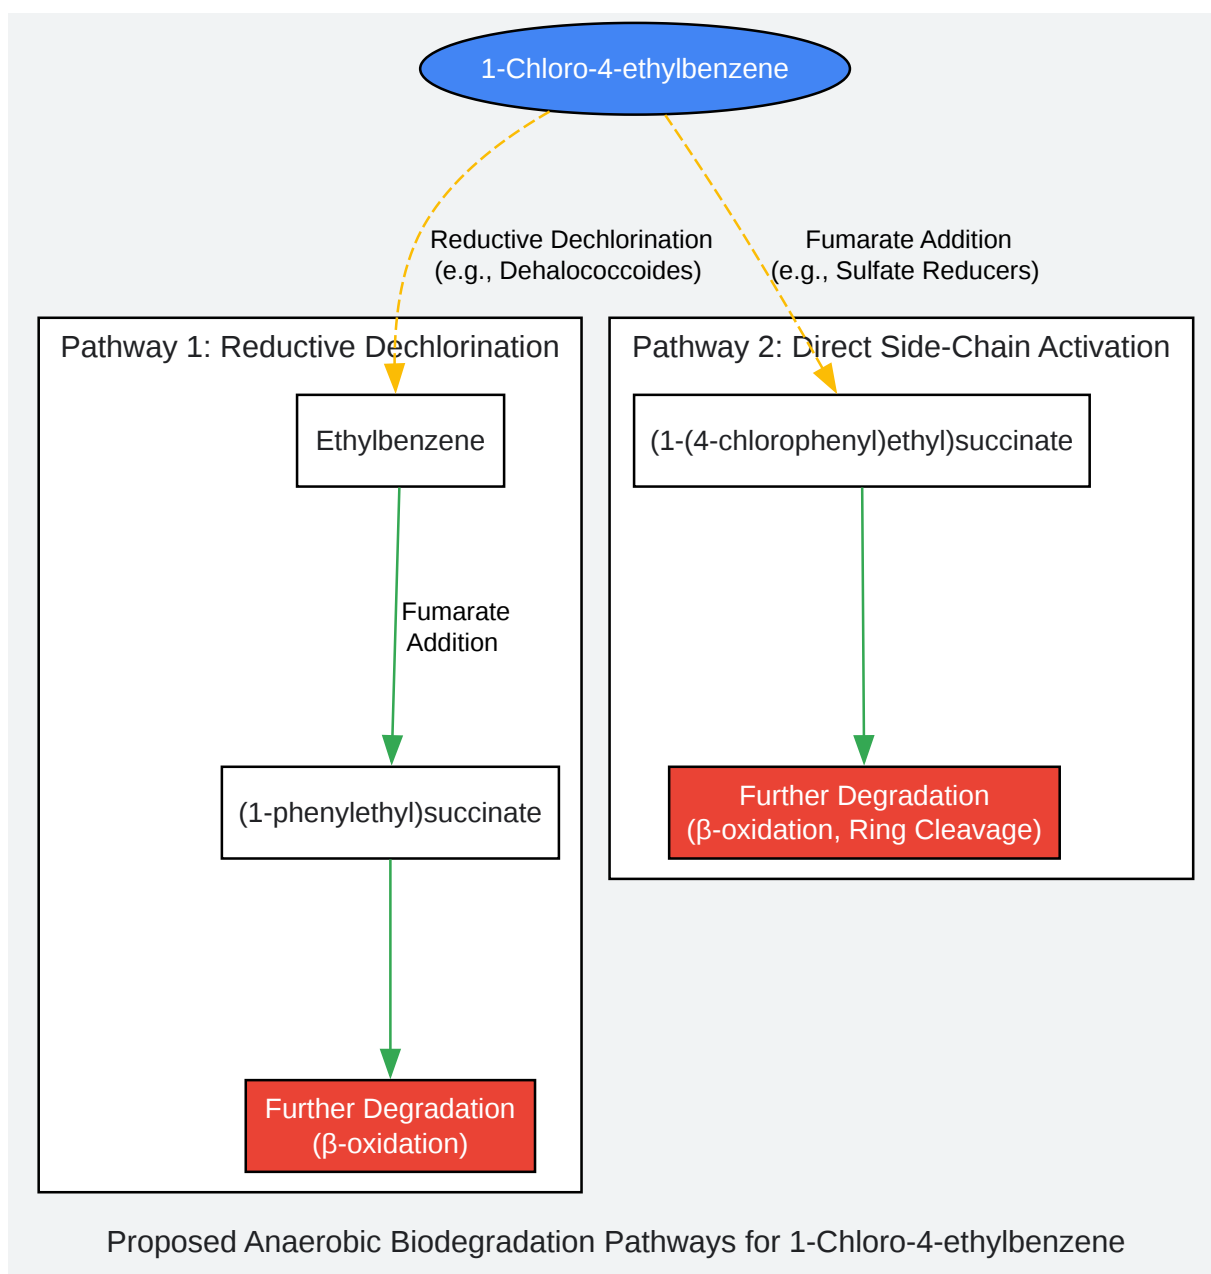 1-Chloro-4-ethylbenzene
Reductive Dechlorination
(e.g., Dehalococcoides)
Fumarate Addition
(e.g., Sulfate Reducers)
Pathway 1: Reductive Dechlorination
Ethylbenzene
Fumarate
Addition
(1-phenylethyl)succinate
Further Degradation
(β-oxidation)
Pathway 2: Direct Side-Chain Activation
(1-(4-chlorophenyl)ethyl)succinate
Further Degradation
(β-oxidation, Ring Cleavage)
Proposed Anaerobic Biodegradation Pathways for 1-Chloro-4-ethylbenzene